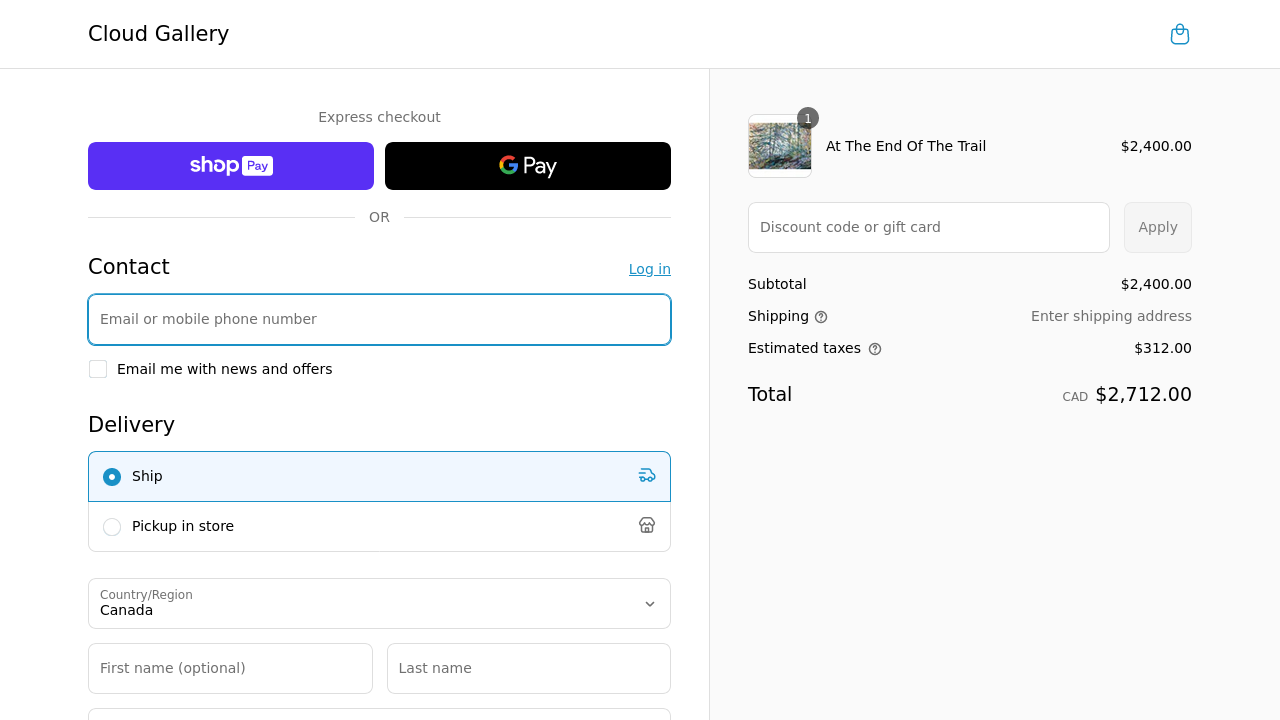 Cloud Gallery
Express checkout
shop Pay
G Pay
OR
Contact
Log in
Email or mobile phone number
Email me with news and offers
Delivery
Ship
Pickup in store
Country/Region
Canada
First name (optional)
Last name
1
At The End Of The Trail
$2,400.00
Discount code or gift card
Apply
Subtotal
$2,400.00
Shipping
Enter shipping address
Estimated taxes
$312.00
Total
CAD $2,712.00